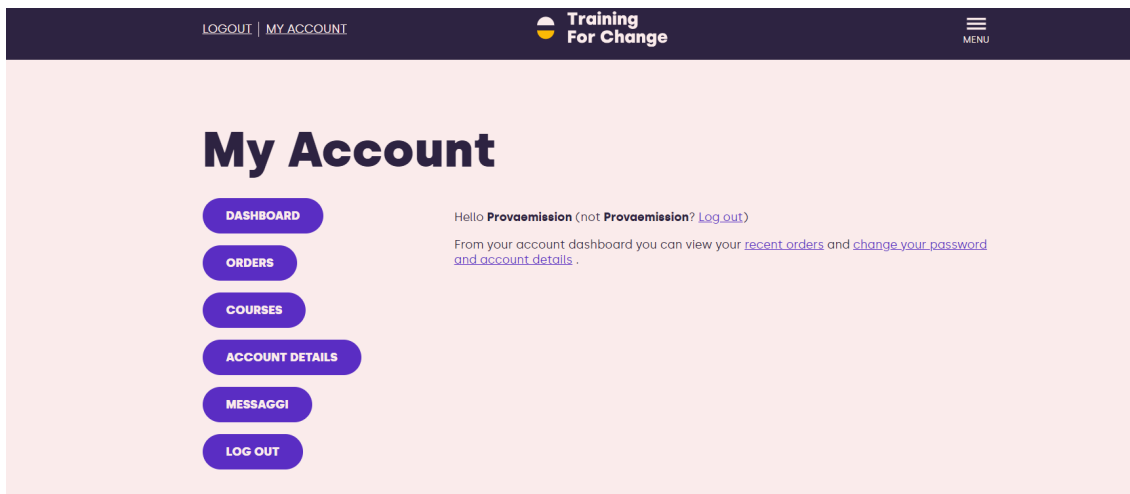 LOGOUT | MY ACCOUNT
Training
For Change
MENU
My Account
DASHBOARD
ORDERS
COURSES
ACCOUNT DETAILS
MESSAGGI
LOG OUT
Hello Provaemission (not Provaemission? Log out)
From your account dashboard you can view your recent orders and change your password
and account details .